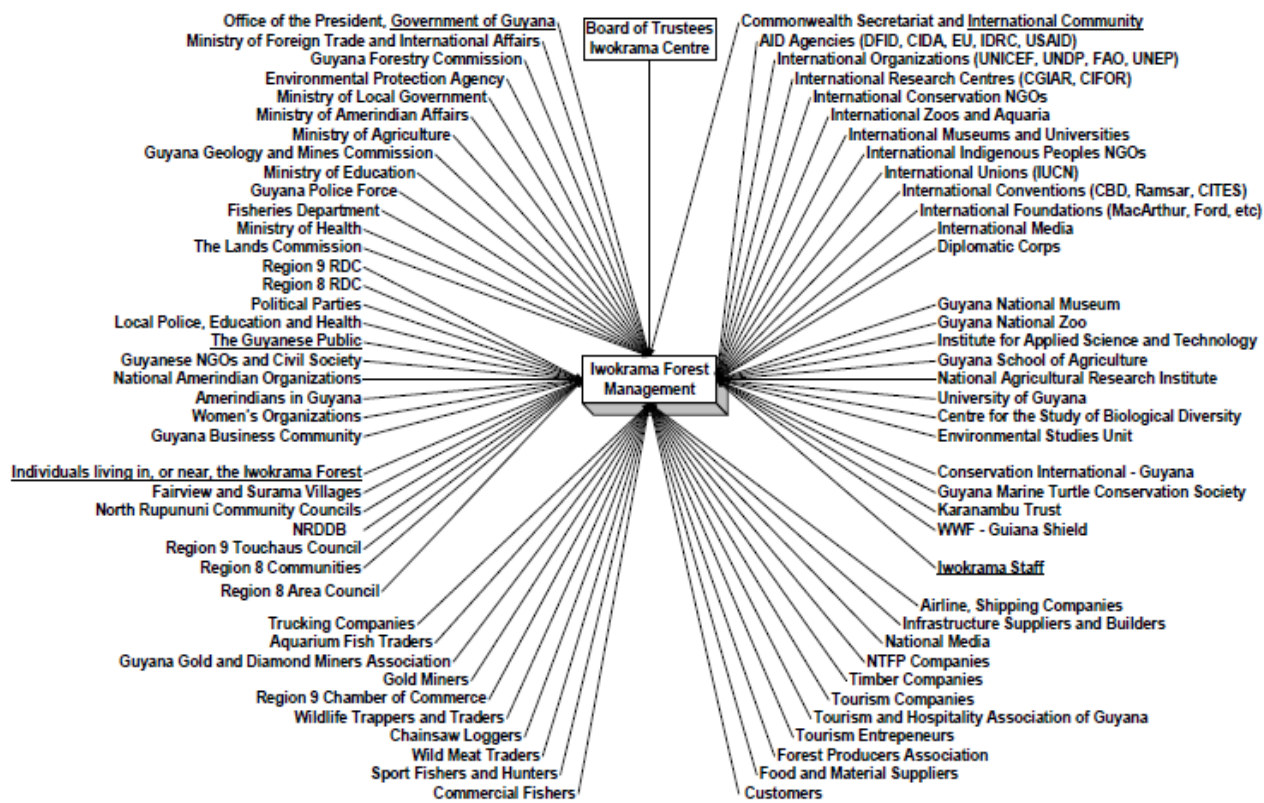 Office of the President, Government of Guyana
Ministry of Foreign Trade and International Affairs
Guyana Forestry Commission
Environmental Protection Agency
Ministry of Local Government
Ministry of Amerindian Affairs
Ministry of Agriculture
Guyana Geology and Mines Commission
Ministry of Education
Guyana Police Force
Fisheries Department
Ministry of Health
The Lands Commission
Region 9 RDC
Region 8 RDC
Political Parties
Local Police, Education and Health
The Guyanese Public
Guyanese NGOs and Civil Society
National Amerindian Organizations
Amerindians in Guyana
Women's Organizations
Guyana Business Community
Individuals living in, or near, the Iwokrama Forest
Fairview and Surama Villages
North Rupununi Community Councils
NRDDB
Region 9 Touchaus Council
Region 8 Communities
Region 8 Area Council
Trucking Companies
Aquarium Fish Traders
Guyana Gold and Diamond Miners Association
Gold Miners
Region 9 Chamber of Commerce
Wildlife Trappers and Traders
Chainsaw Loggers
Wild Meat Traders
Sport Fishers and Hunters
Commercial Fishers
Board of Trustees
Iwokrama Centre
Iwokrama Forest
Management
Commonwealth Secretariat and International Community
AID Agencies (DFID, CIDA, EU, IDRC, USAID)
International Organizations (UNICEF, UNDP, FAO, UNEP)
International Research Centres (CGIAR, CIFOR)
International Conservation NGOs
International Zoos and Aquaria
International Museums and Universities
International Indigenous Peoples NGOs
International Unions (IUCN)
International Conventions (CBD, Ramsar, CITES)
International Foundations (MacArthur, Ford, etc)
International Media
Diplomatic Corps
Guyana National Museum
Guyana National Zoo
Institute for Applied Science and Technology
Guyana School of Agriculture
National Agricultural Research Institute
University of Guyana
Centre for the Study of Biological Diversity
Environmental Studies Unit
Conservation International - Guyana
Guyana Marine Turtle Conservation Society
Karanambu Trust
WWF - Guiana Shield
Iwokrama Staff
Airline, Shipping Companies
Infrastructure Suppliers and Builders
National Media
NTFP Companies
Timber Companies
Tourism Companies
Tourism and Hospitality Association of Guyana
Tourism Entrepeneurs
Forest Producers Association
Food and Material Suppliers
Customers